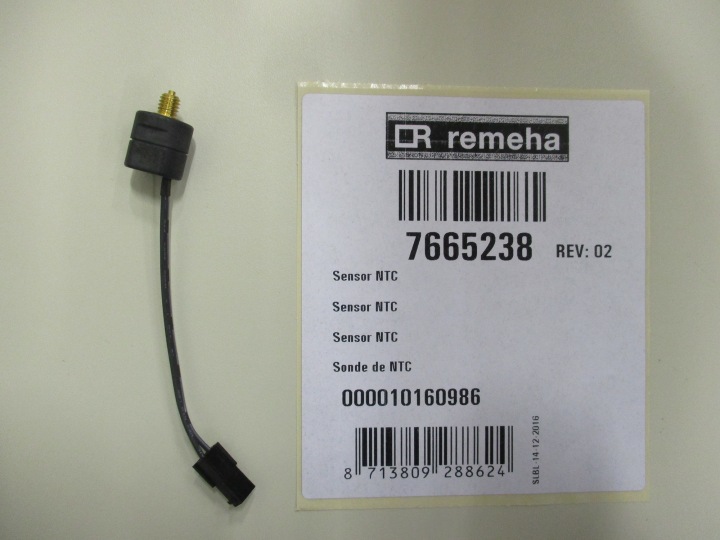 remeha
7665238 REV: 02
Sensor NTC
Sensor NTC
Sensor NTC
Sonde de NTC
000010160986
8 713809 288624
SLBL 14-12-2016